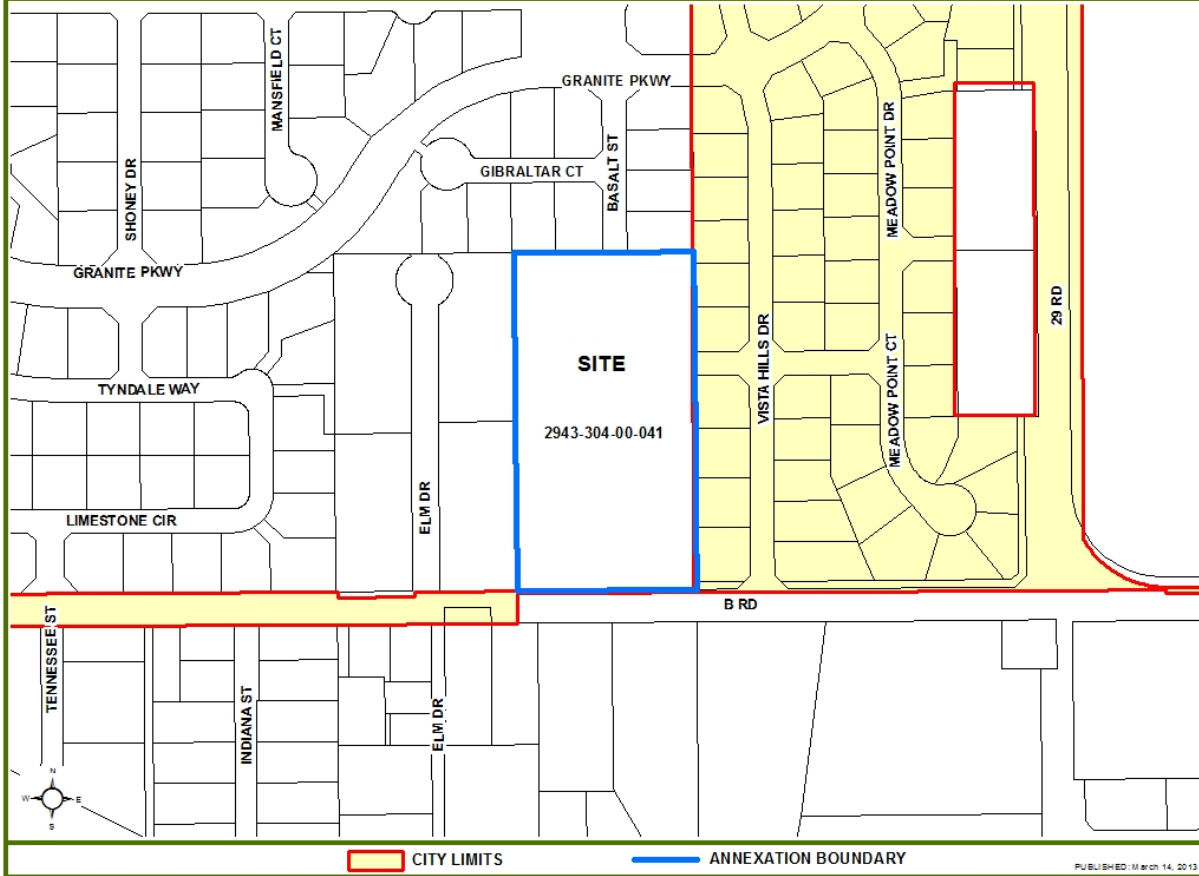 MANSFIELD CT
GRANITE PKWY
MEADOW POINT DR
SHONEY DR
GIBRALTAR CT
BASALT ST
GRANITE PKWY
29 RD
SITE
VISTA HILLS DR
TYNDALE WAY
MEADOW POINT CT
2943-304-00-041
ELM DR
LIMESTONE CIR
B RD
TENNESSEE ST
INDIANA ST
ELM DR
N
W E
S
CITY LIMITS
ANNEXATION BOUNDARY
PUBLISHED: March 14, 2013